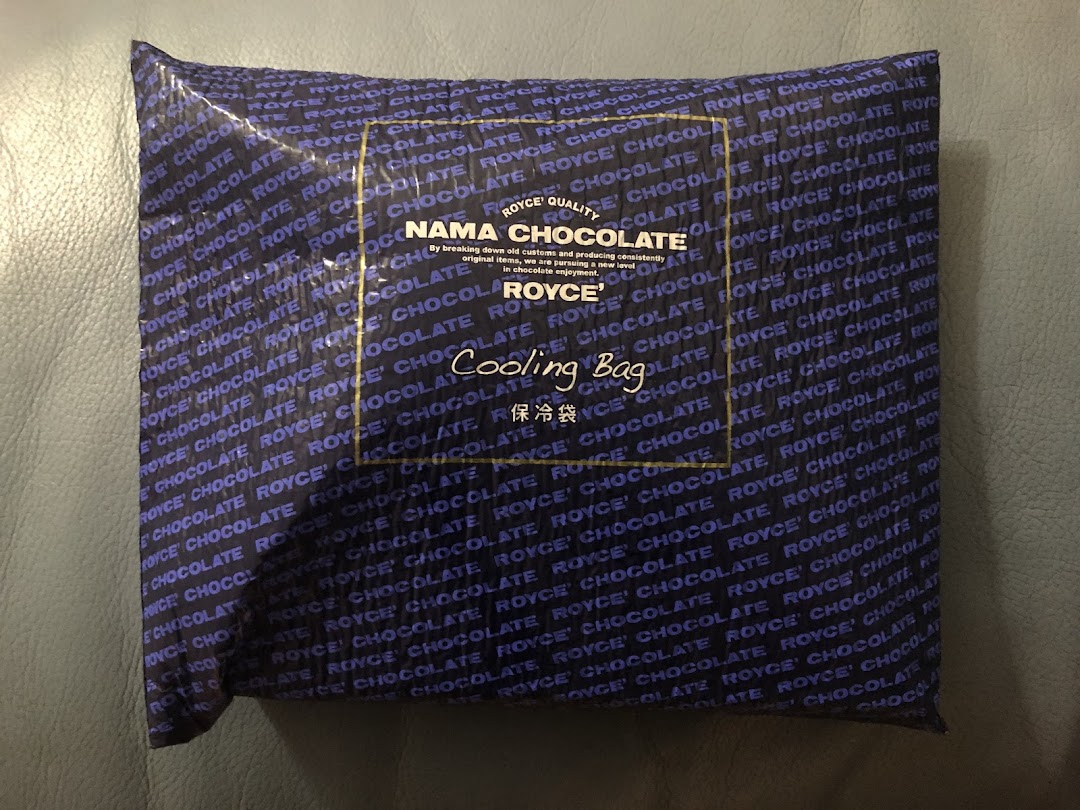 ROYCE' QUALITY
NAMA CHOCOLATE
By breaking down old customs and producing consistently
original items, we are pursuing a new level
in chocolate enjoyment.
ROYCE'
Cooling Bag
保冷袋
ROYCE' CHOCOLATE